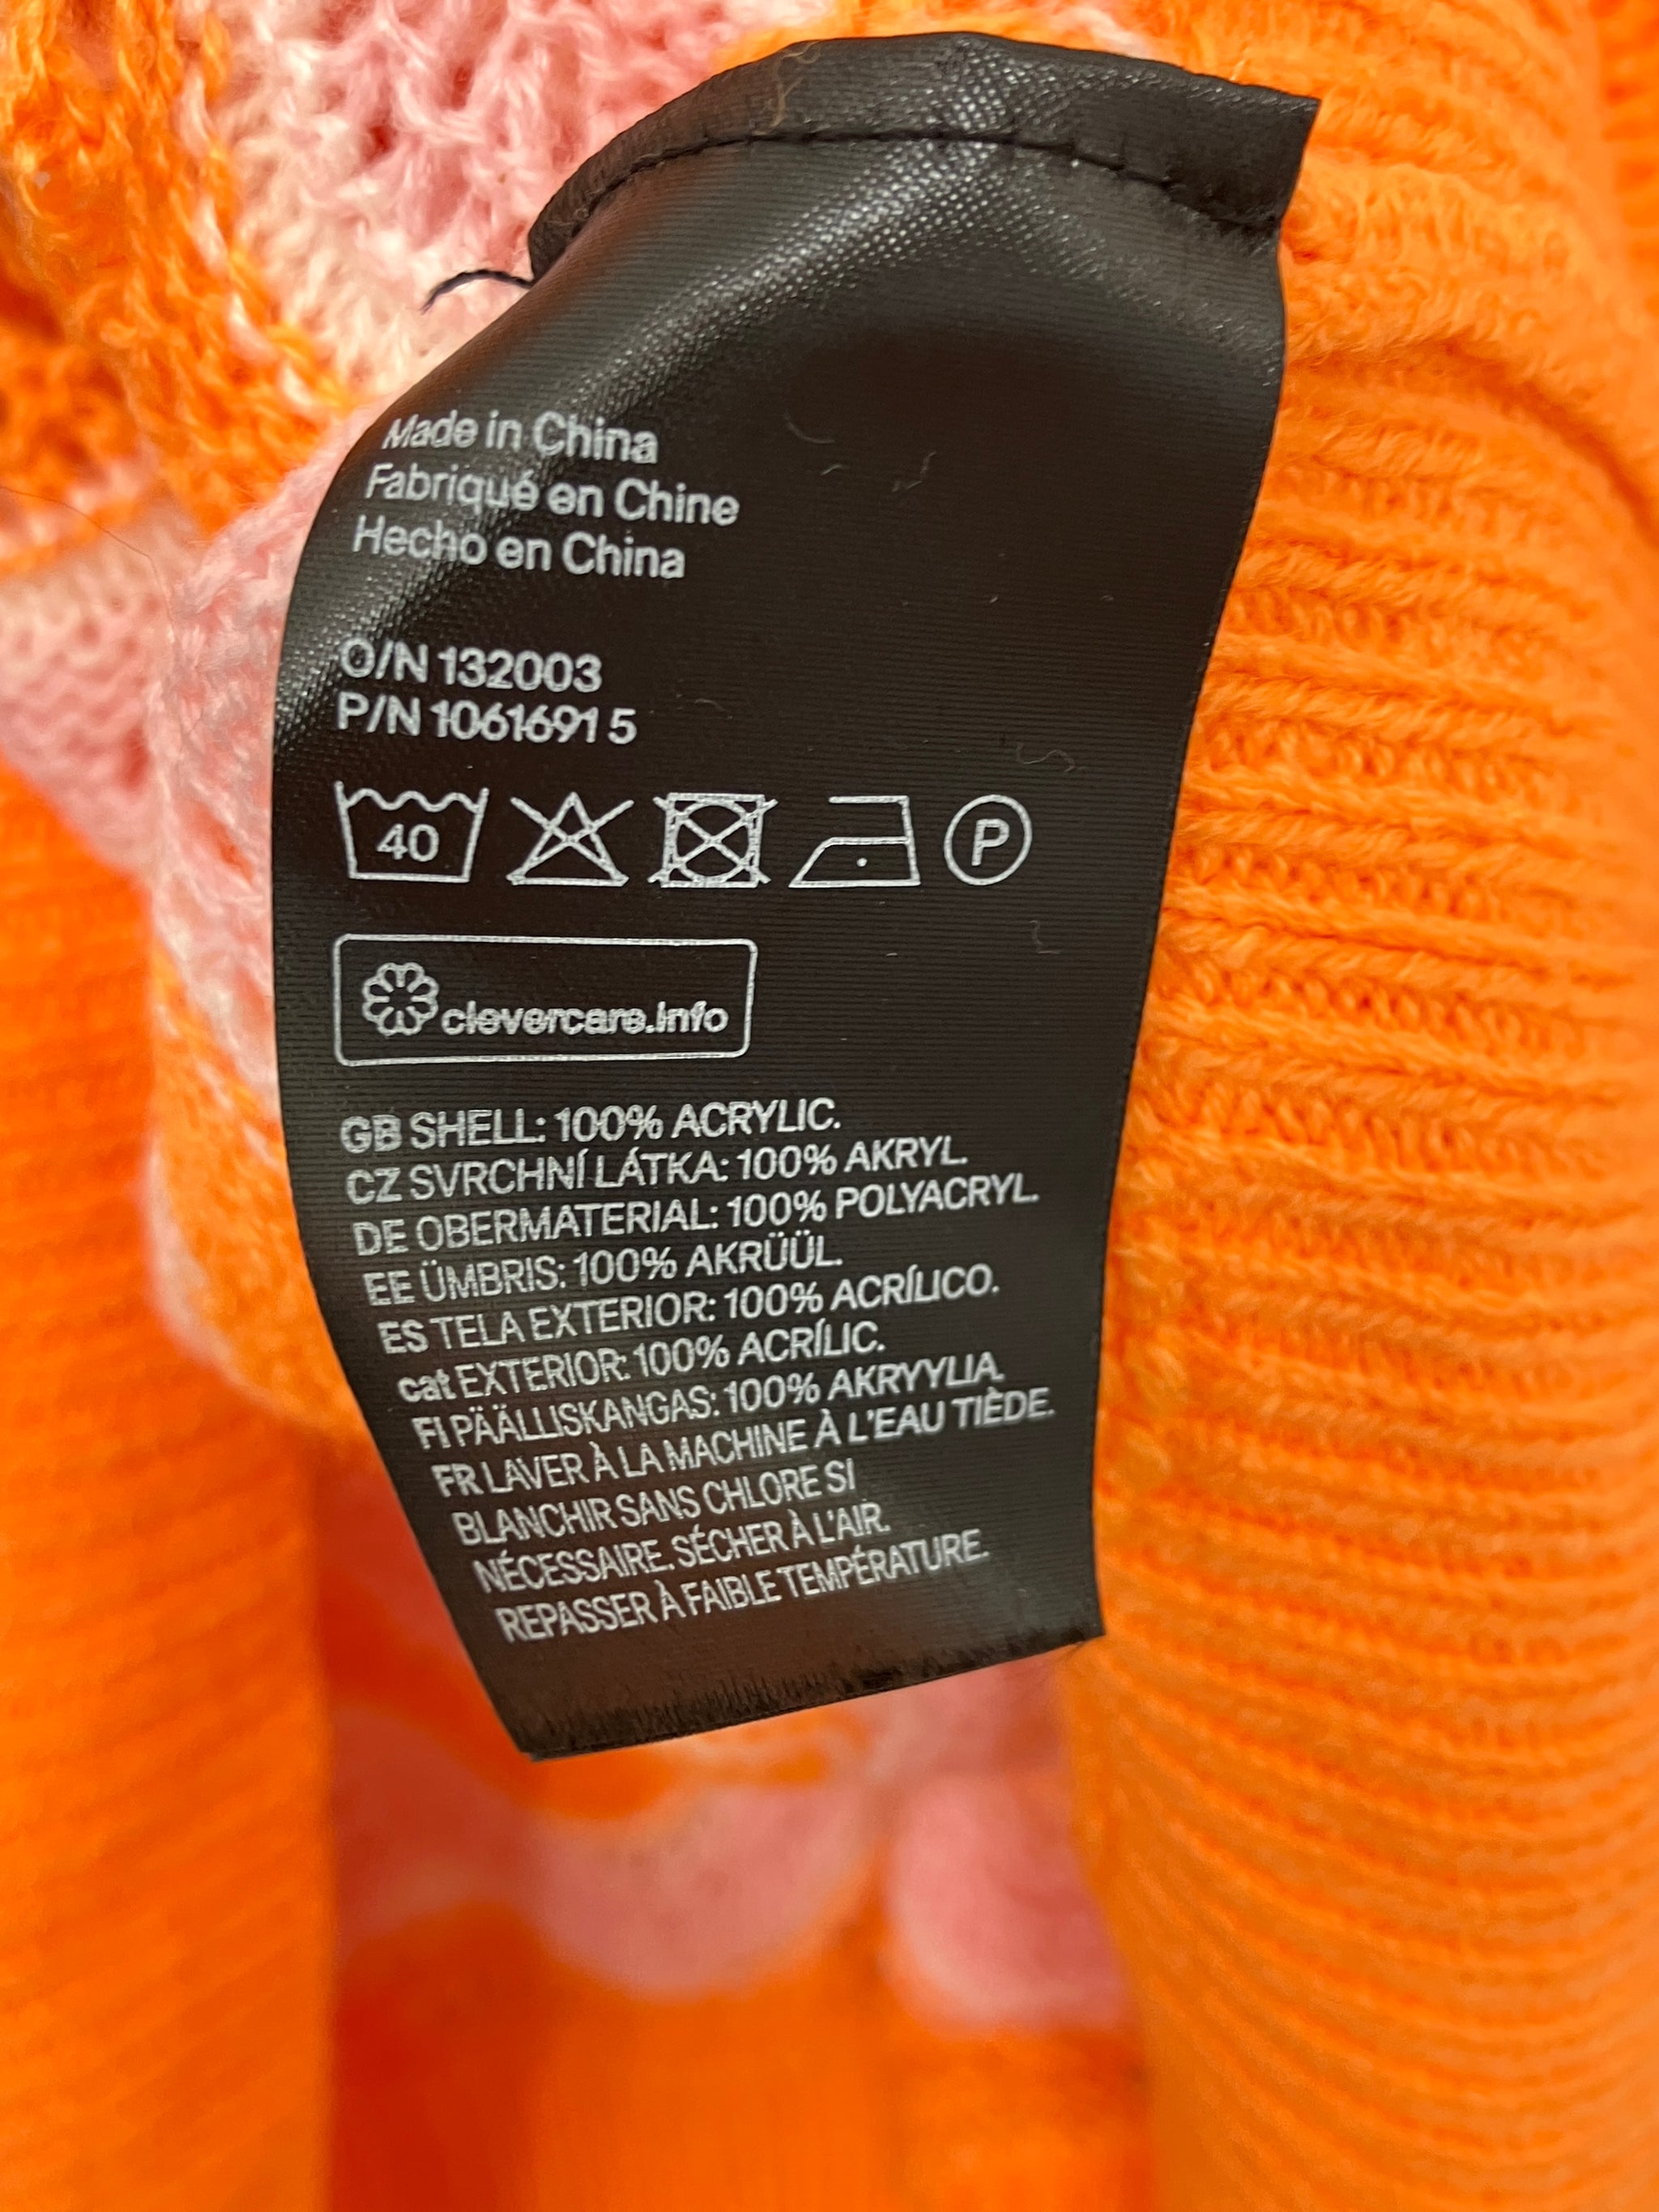 Made in China
Fabriqué en Chine
Hecho en China
O/N 132003
P/N 10616915
40
P
clevercare.info
GB SHELL: 100% ACRYLIC.
CZ SVRCHNÍ LÁTKA: 100% AKRYL.
DE OBERMATERIAL: 100% POLYACRYL.
EE ÜMBRIS: 100% AKRÜÜL.
ES TELA EXTERIOR: 100% ACRÍLICO.
cat EXTERIOR: 100% ACRÍLIC.
FI PÄÄLLISKANGAS: 100% AKRYYLIA.
FR LAVER À LA MACHINE À L'EAU TIÈDE.
BLANCHIR SANS CHLORE SI
NÉCESSAIRE. SÉCHER À L'AIR.
REPASSER À FAIBLE TEMPÉRATURE.